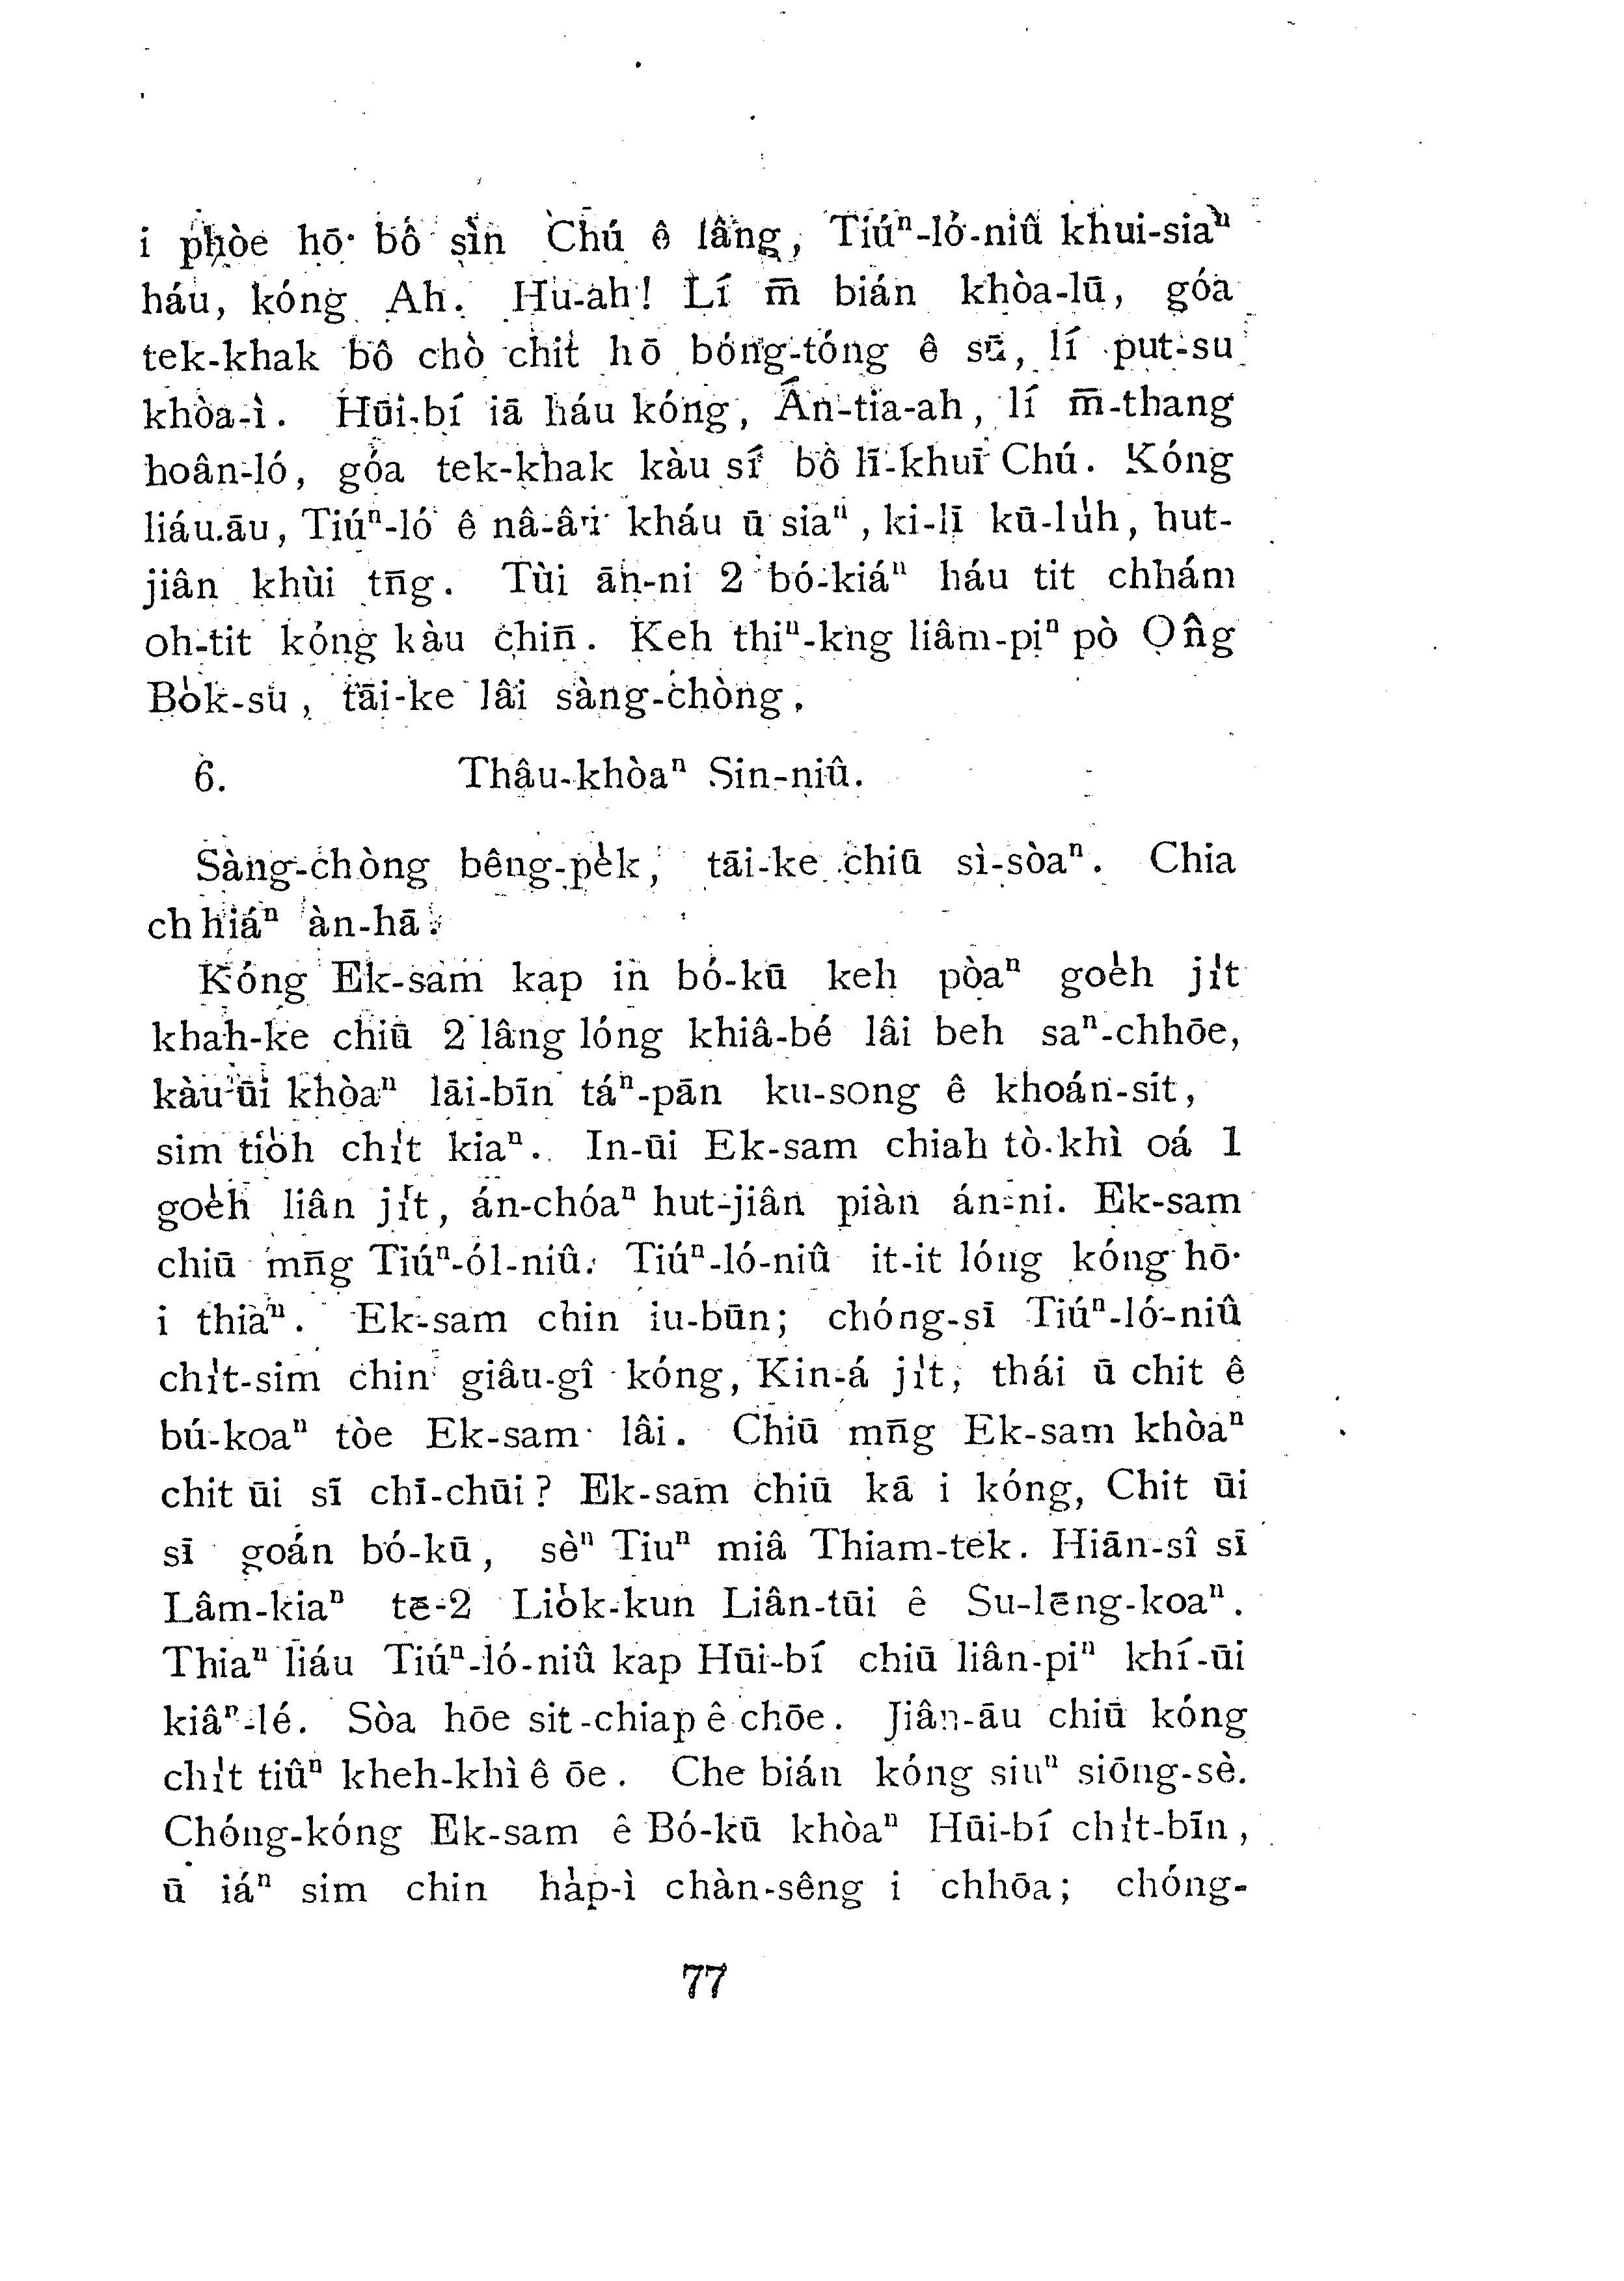 i phòe hō͘ bô sìn Chú ê lâng, Tiúⁿ-ló-niû khui-siaⁿ
háu, kóng Ah. Hu-ah! Lí m̄ bián khòa-lū, góa
tek-khak bô chò chit hō bóng-tóng ê sū, lí put-su
khòa-ì. Hūi-bí iā háu kóng, Án-tia-ah, lí m̄-thang
hoân-ló, góa tek-khak kàu sí bô lī-khui Chú. Kóng
liáu.āu, Tiúⁿ-ló ê nâ-âu kháu ū siaⁿ, ki-lī kū-lu̍h, hut-
jiân khùi tn̄g. Tùi āh-ni 2 bó-kiáⁿ háu tit chhám
oh-tit kóng kàu chin̄. Keh thiⁿ-kng liâm-piⁿ pò Ông
Bo̍k-su, tāi-ke lâi sàng-chòng.
6. Thâu-khòaⁿ Sin-niû.
Sàng-chòng bêng-pe̍k, tāi-ke chiū sì-sòaⁿ. Chia
chhiáⁿ àn-hā.
Kóng Ek-sam kap in bó-kū keh pòaⁿ goe̍h ji̍t
khah-ke chiū 2 lâng lóng khiâ-bé lâi beh saⁿ-chhōe,
kàu-ūi khòaⁿ lāi-bīn táⁿ-pān ku-song ê khoán-sit,
sim tio̍h chi̍t kiaⁿ. In-ūi Ek-sam chiah tò-khì oá 1
goe̍h liân ji̍t, án-chóaⁿ hut-jiân piàn án-ni. Ek-sam
chiū mn̄g Tiúⁿ-ól-niû. Tiúⁿ-ló-niû it-it lóng kóng hō͘
i thiaⁿ. Ek-sam chin iu-būn; chóng-sī Tiúⁿ-ló-niû
chi̍t-sim chin giâu-gî kóng, Kin-á ji̍t, thái ū chit ê
bú-koaⁿ tòe Ek-sam lâi. Chiū mn̄g Ek-sam khòaⁿ
chit ūi sī chī-chūi? Ek-sam chiū kā i kóng, Chit ūi
sī goán bó-kū, sèⁿ Tiuⁿ miâ Thiam-tek. Hiān-sî sī
Lâm-kiaⁿ tē-2 Lio̍k-kun Liân-tūi ê Su-lēng-koaⁿ.
Thiaⁿ liáu Tiúⁿ-ló-niû kap Hūi-bí chiū liân-piⁿ khí-ūi
kiâⁿ-lé. Sòa hōe sit-chiap ê chōe. Jiân-āu chiū kóng
chi̍t tiûⁿ kheh-khì ê ōe. Che bián kóng siuⁿ siōng-sè.
Chóng-kóng Ek-sam ê Bó-kū khòaⁿ Hūi-bí chi̍t-bīn,
ū iáⁿ sim chin ha̍p-ì chàn-sêng i chhōa; chóng-
77